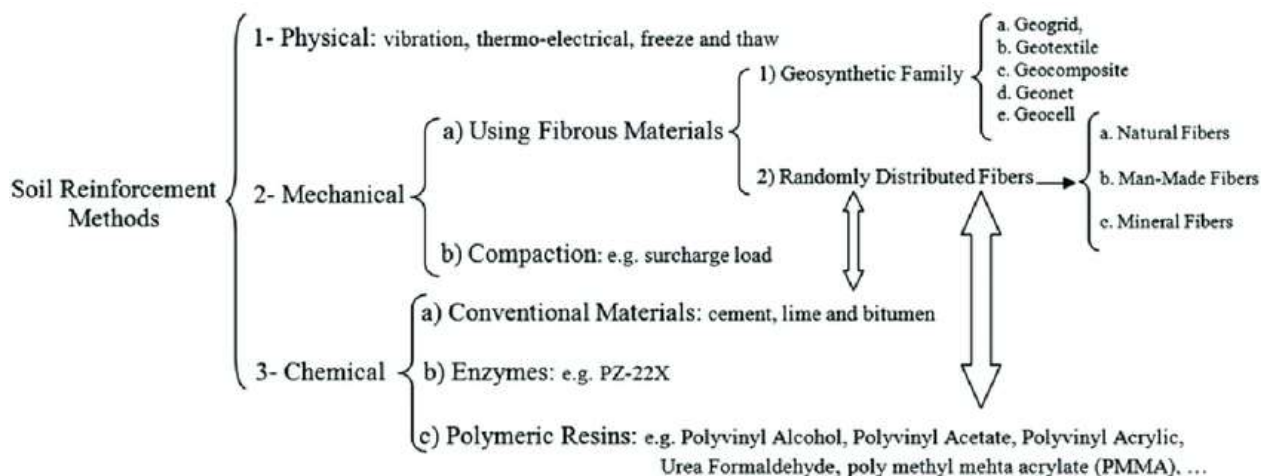 1- Physical: vibration, thermo-electrical, freeze and thaw
a. Geogrid,
b. Geotextile
1) Geosynthetic Family
c. Geocomposite
d. Geonet
e. Geocell
a) Using Fibrous Materials
a. Natural Fibers
2) Randomly Distributed Fibers
b. Man-Made Fibers
Soil Reinforcement
Methods
2- Mechanical
c. Mineral Fibers
b) Compaction: e.g. surcharge load
a) Conventional Materials: cement, lime and bitumen
3- Chemical
b) Enzymes: e.g. PZ-22X
c) Polymeric Resins: e.g. Polyvinyl Alcohol, Polyvinyl Acetate, Polyvinyl Acrylic,
Urea Formaldehyde, poly methyl mehta acrylate (PMMA), ...